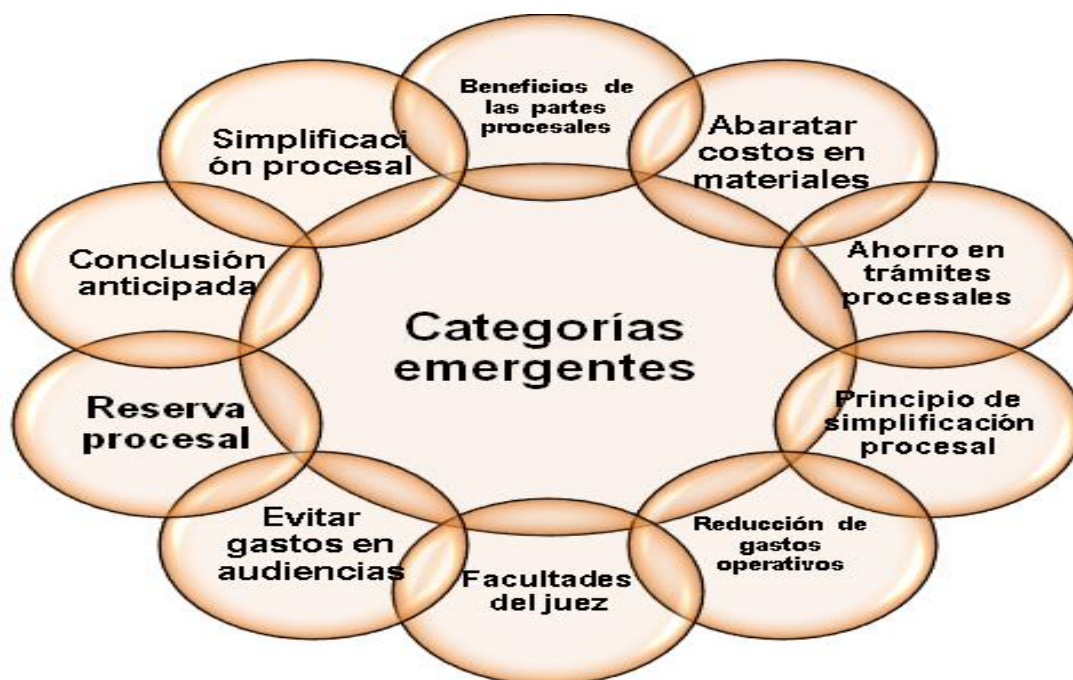 Beneficios de
las partes
procesales
Abaratar
costos en
materiales
Ahorro en
trámites
procesales
Principio de
simplificación
procesal
Reducción de
gastos
operativos
Facultades
del juez
Evitar
gastos en
audiencias
Reserva
procesal
Conclusión
anticipada
Simplificaci
ón procesal
Categorías
emergentes